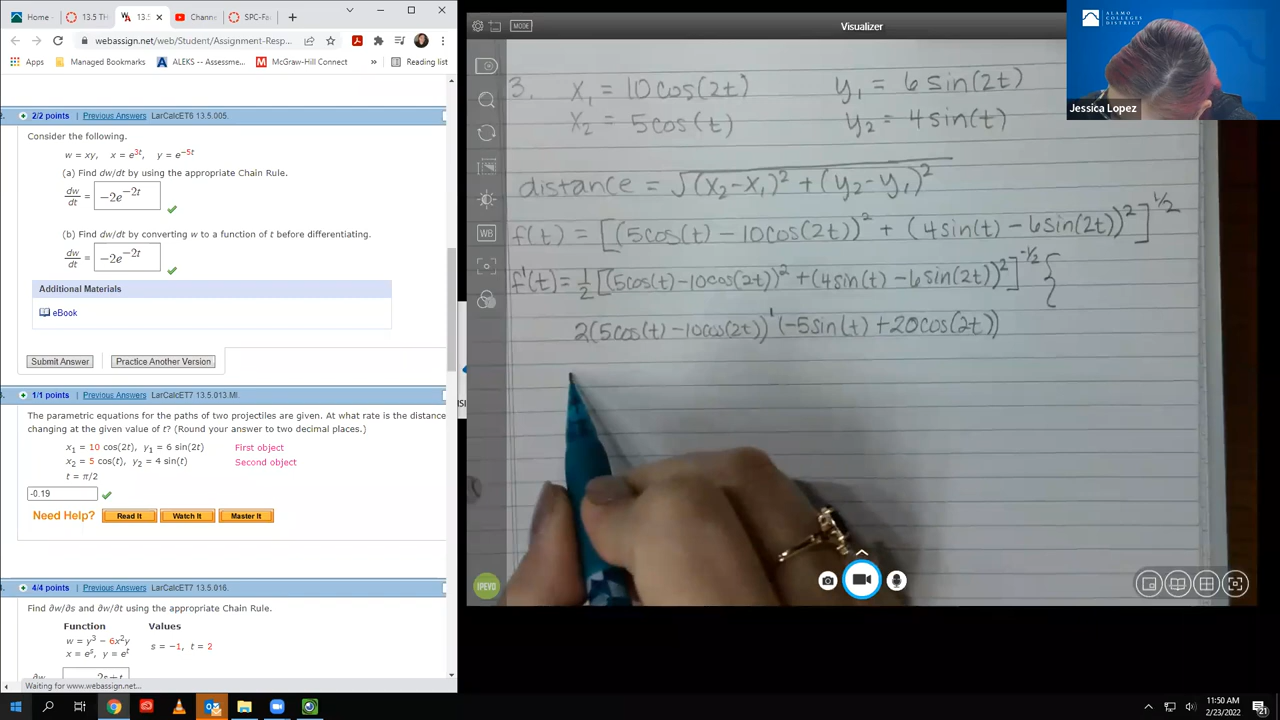 Home
13.5 TH
13.5
Chann
SPC-Fa
webassign.net/web/Student/Assignment-Resp...
Apps
Managed Bookmarks
ALEKS -- Assessme...
McGraw-Hill Connect
Reading list
2/2 points
Previous Answers
LarCalcET6 13.5.005.
Consider the following.
w = xy, x = e^3t, y = e^−5t
(a) Find dw/dt by using the appropriate Chain Rule.
dw/dt = −2e^−2t
(b) Find dw/dt by converting w to a function of t before differentiating.
dw/dt = −2e^−2t
Additional Materials
eBook
Submit Answer
Practice Another Version
1/1 points
Previous Answers
LarCalcET7 13.5.013.MI.
The parametric equations for the paths of two projectiles are given. At what rate is the distance
changing at the given value of t? (Round your answer to two decimal places.)
x₁ = 10 cos(2t), y₁ = 6 sin(2t) First object
x₂ = 5 cos(t), y₂ = 4 sin(t) Second object
t = π/2
-0.19
Need Help?
Read It
Watch It
Master It
4/4 points
Previous Answers
LarCalcET7 13.5.016.
Find ∂w/∂s and ∂w/∂t using the appropriate Chain Rule.
Function Values
w = y³ − 6x²y
x = e^s, y = e^t
s = −1, t = 2
Waiting for www.webassign.net...
Visualizer
MODE
WB
3. x₁ = 10cos(2t) y₁ = 6sin(2t)
x₂ = 5cos(t) y₂ = 4sin(t)
distance = √(x₂-x₁)² + (y₂-y₁)²
f(t) = [(5cos(t) - 10cos(2t))² + (4sin(t) - 6sin(2t))²]^1/2
f'(t) = 1/2 [(5cos(t)-10cos(2t))² + (4sin(t) -6sin(2t))²]^-1/2 {
2(5cos(t) -10cos(2t))¹ (-5sin(t) +20cos(2t))
IPEVO
ALAMO
COLLEGES
DISTRICT
Jessica Lopez
11:50 AM
2/23/2022
21